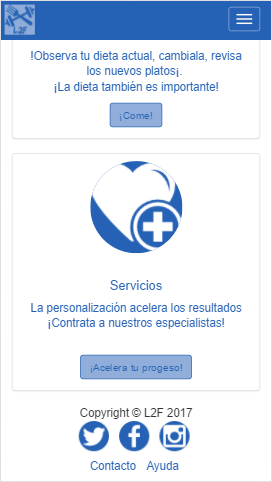 L2F
!Observa tu dieta actual, cambiala, revisa
los nuevos platos¡.
¡La dieta también es importante!
¡Come!
Servicios
La personalización acelera los resultados
¡Contrata a nuestros especialistas!
¡Acelera tu progeso!
Copyright © L2F 2017
Contacto Ayuda